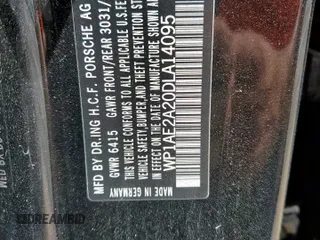 MFD BY DR.ING H.C.F. PORSCHE AG
GVWR 6415 GAWR FRONT/REAR 3031/
THIS VEHICLE CONFORMS TO ALL APPLICABLE U.S.FE
VEHICLE SAFETY,BUMPER,AND THEFT PREVENTION STA
IN EFFECT ON THE DATE OF MANUFACTURE SHOWN AB
WP1AE2A20DLA14095
MADE IN GERMANY
DREAMBID